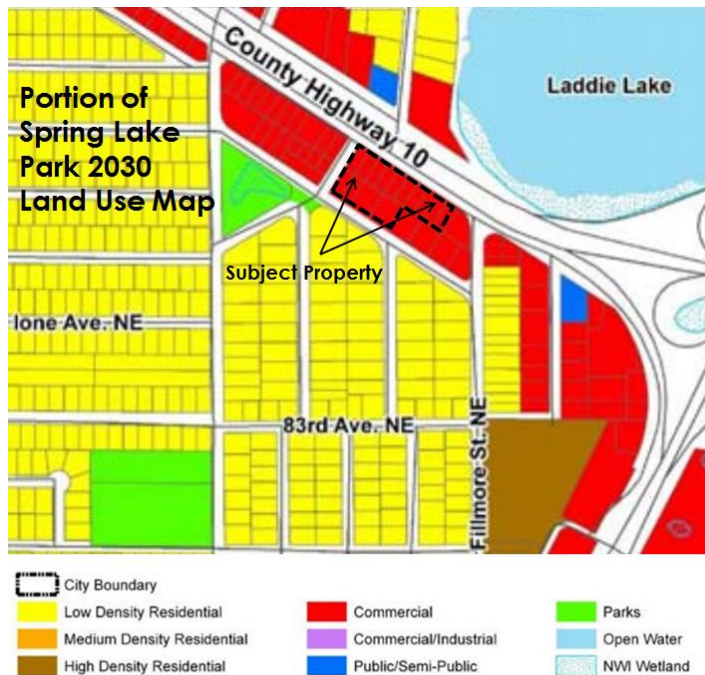 Portion of
Spring Lake
Park 2030
Land Use Map
County Highway 10
Laddie Lake
Subject Property
Ione Ave. NE
83rd Ave. NE
Fillmore St. NE
City Boundary
Low Density Residential
Medium Density Residential
High Density Residential
Commercial
Commercial/Industrial
Public/Semi-Public
Parks
Open Water
NWI Wetland